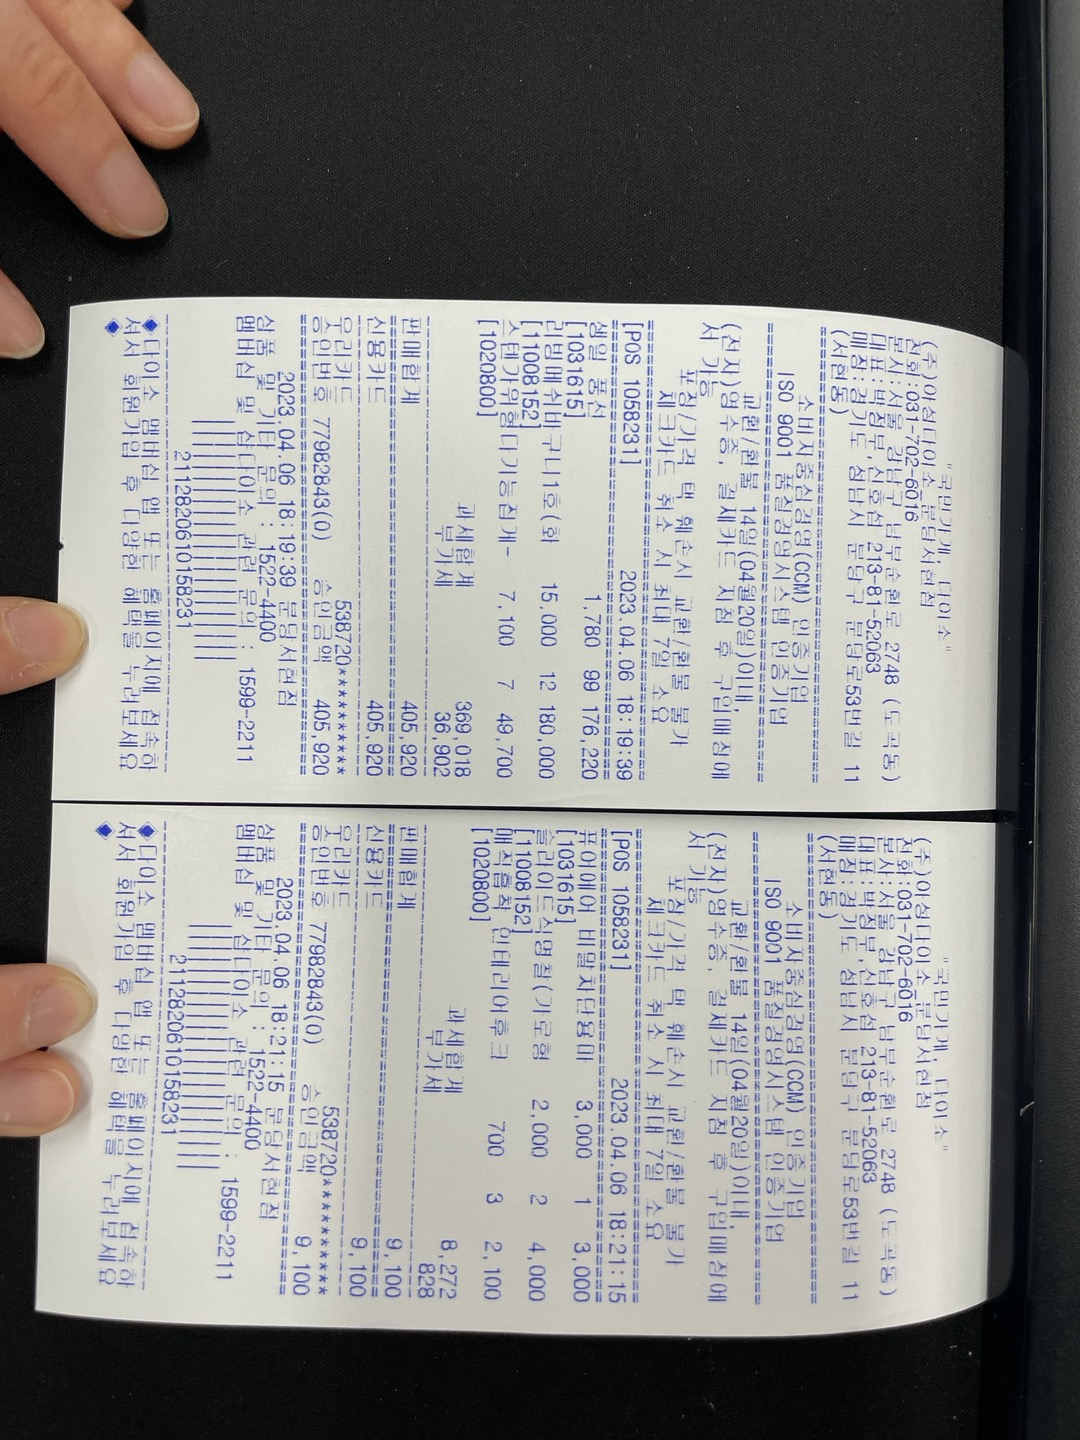 "국민가게, 다이소"
(주)아성다이소_분당서현점
전화:031-702-6016
본사:서울 강남구 남부순환로 2748 (도곡동)
대표:박정부,신호섭 213-81-52063
매장:경기도 성남시 분당구 분당로53번길 11
(서현동)
소비자중심경영(CCM) 인증기업
ISO 9001 품질경영시스템 인증기업
교환/환불 14일(04월20일)이내,
(전자)영수증, 결제카드 지참 후 구입매장에
서 가능
포장/가격 택 훼손시 교환/환불 불가
체크카드 취소 시 최대 7일 소요
[POS 105823] 2023.04.06 18:19:39
생일 풍선 1,780 99 176,220
[1031615]
리빙메쉬바구니1호(화 15,000 12 180,000
[11008152]
스텐가위형다기능집게- 7,100 7 49,700
[1020800]
과세합계 369,018
부가세 36,902
판매합계 405,920
신용카드 405,920
우리카드 538720**********
승인번호 77982843(0) 승인금액 405,920
2023.04.06 18:19:39 분당서현점
상품 및 기타 문의 : 1522-4400
멤버십 및 샵다이소 관련 문의 : 1599-2211
2112820610158231
◆다이소 멤버십 앱 또는 홈페이지에 접속하
셔서 회원가입 후 다양한 혜택을 누려보세요
◆
"국민가게, 다이소"
(주)아성다이소_분당서현점
전화:031-702-6016
본사:서울 강남구 남부순환로 2748 (도곡동)
대표:박정부,신호섭 213-81-52063
매장:경기도 성남시 분당구 분당로53번길 11
(서현동)
소비자중심경영(CCM) 인증기업
ISO 9001 품질경영시스템 인증기업
교환/환불 14일(04월20일)이내,
(전자)영수증, 결제카드 지참 후 구입매장에
서 가능
포장/가격 택 훼손시 교환/환불 불가
체크카드 취소 시 최대 7일 소요
[POS 1058231] 2023.04.06 18:21:15
퓨어에어 비말차단용마 3,000 1 3,000
[1031615]
슬라이드식명찰(가로형 2,000 2 4,000
[11008152]
매직흡착 인테리어후크 700 3 2,100
[1020800]
과세합계 8,272
부가세 828
판매합계 9,100
신용카드 9,100
우리카드 538720**********
승인번호 77982843(0) 승인금액 9,100
2023.04.06 18:21:15 분당서현점
상품 및 기타 문의 : 1522-4400
멤버십 및 샵다이소 관련 문의 : 1599-2211
2112820610158231
◆다이소 멤버십 앱 또는 홈페이지에 접속하
셔서 회원가입 후 다양한 혜택을 누려보세요
◆